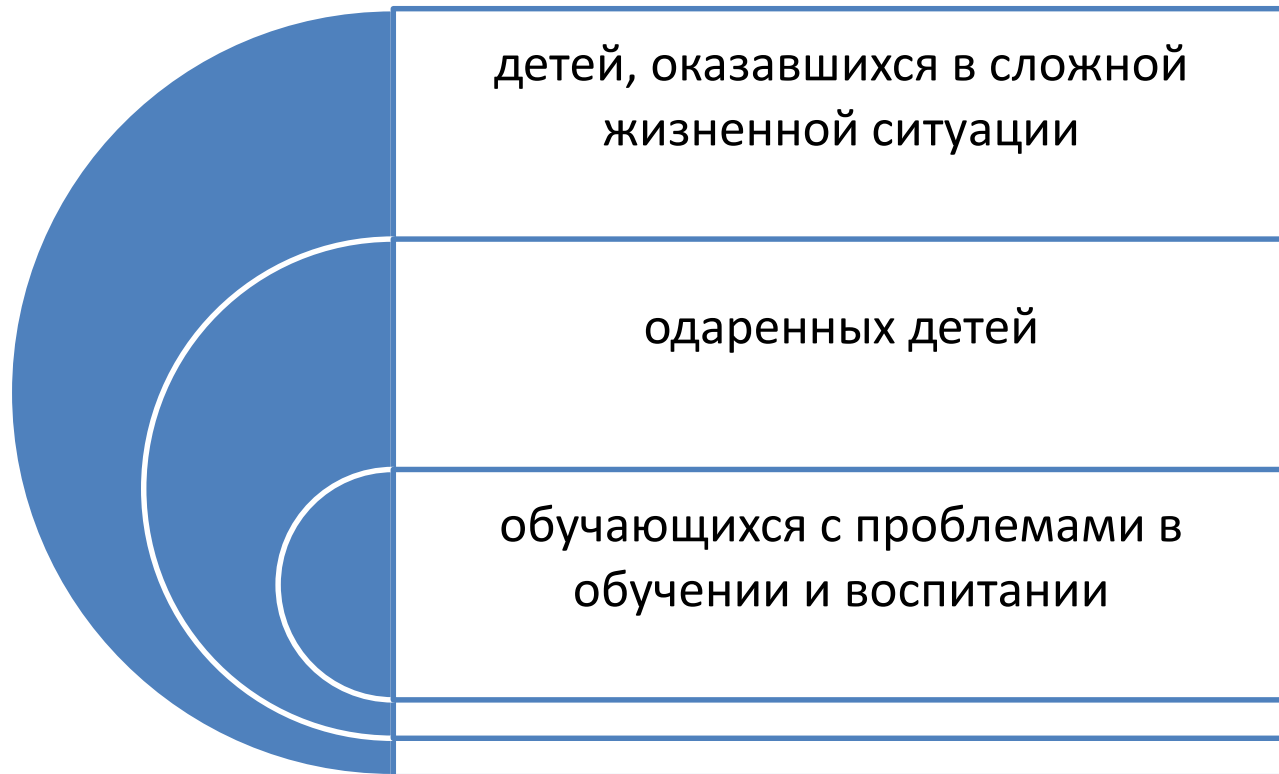 детей, оказавшихся в сложной
жизненной ситуации
одаренных детей
обучающихся с проблемами в
обучении и воспитании